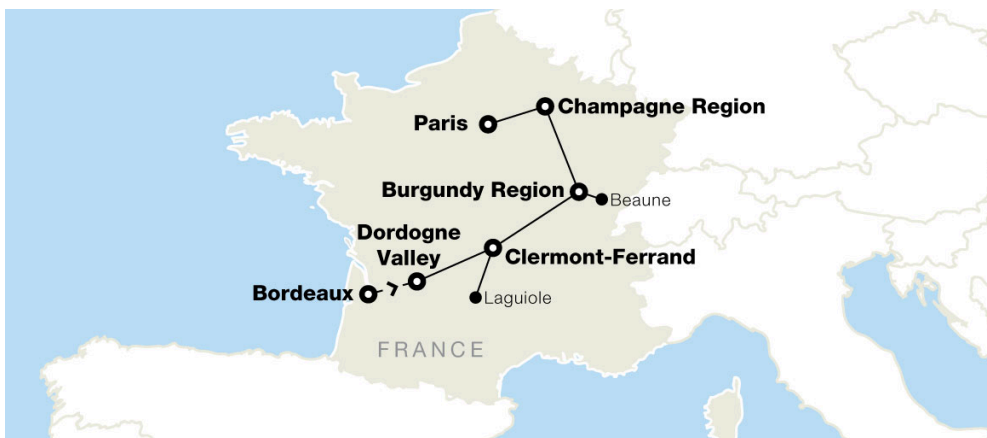 Champagne Region
Paris
Burgundy Region
Beaune
Dordogne
Valley
Clermont-Ferrand
Bordeaux
Laguiole
FRANCE